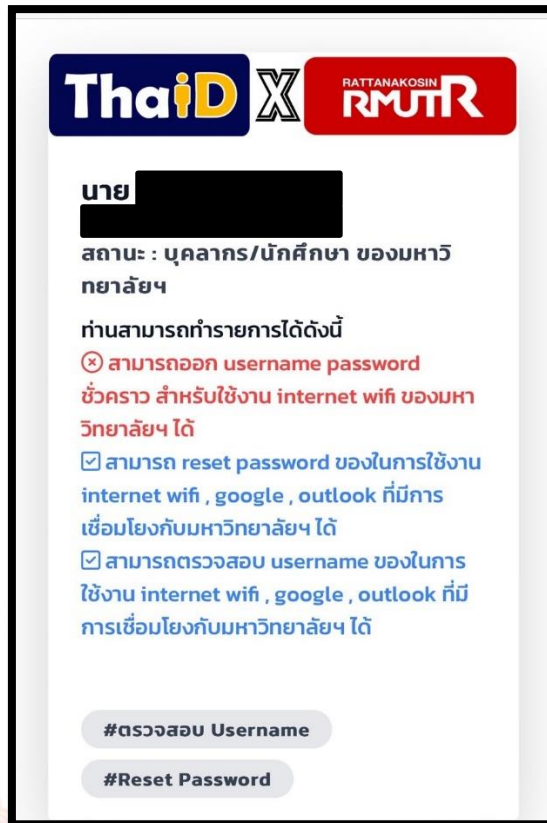 ThaiD X RATTANAKOSIN
RMUTR
นาย
สถานะ : บุคลากร/นักศึกษา ของมหาวิ
ทยาลัยฯ
ท่านสามารถทำรายการได้ดังนี้
สามารถออก username password
ชั่วคราว สำหรับใช้งาน internet wifi ของมหา
วิทยาลัยฯ ได้
สามารถ reset password ของในการใช้งาน
internet wifi , google , outlook ที่มีการ
เชื่อมโยงกับมหาวิทยาลัยฯ ได้
สามารถตรวจสอบ username ของในการ
ใช้งาน internet wifi , google , outlook ที่มี
การเชื่อมโยงกับมหาวิทยาลัยฯ ได้
#ตรวจสอบ Username
#Reset Password